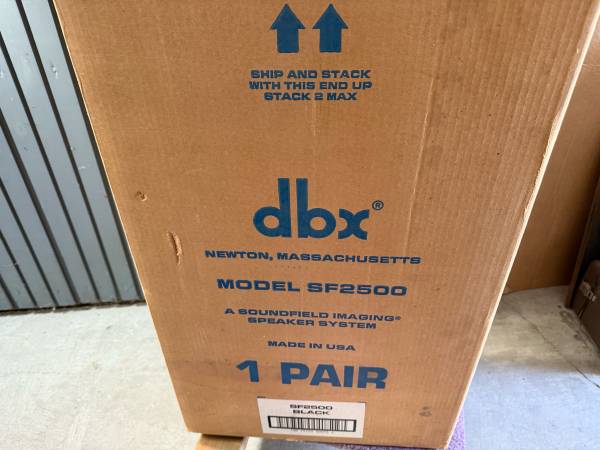 SHIP AND STACK
WITH THIS END UP
STACK 2 MAX
dbx®
NEWTON, MASSACHUSETTS
MODEL SF2500
A SOUNDFIELD IMAGING®
SPEAKER SYSTEM
MADE IN USA
1 PAIR
SF2500
BLACK